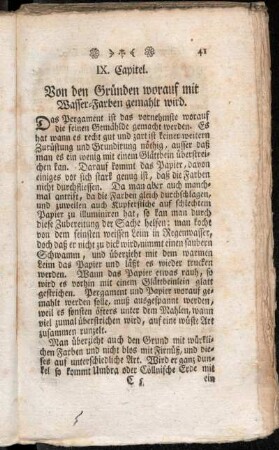 41
IX. Capitel.
Von den Gründen worauf mit
Wasser-Farben gemahlt wird.
Das Pergament ist das vornehmste worauf
die feinen Gemählde gemacht werden. Es
hat wann es recht gut und zart ist keiner weitern
Zurüstung und Grundirung nöthig, ausser daß
man es ein wenig mit einem Glättbein überstrei-
chen kan. Darauf kommt das Papier, davon
einiges vor sich stark genug ist, daß die Farben
nicht durchfliessen. Da man aber auch manch-
mal antrift, da die Farben gleich durchschlagen,
und zuweilen auch Kupferstiche auf schlechtem
Papier zu illuminiren hat, so kan man durch
diese Zubereitung der Sache helfen: man kocht
von dem feinsten weissen Leim in Regenwasser,
doch daß er nicht zu dick wird, nimmt einen saubern
Schwamm, und überzieht mit dem warmen
Leim das Papier und läßt es wieder trucken
werden. Wann das Papier etwas rauh, so
wird es vorhin mit einem Glättbeinlein glatt
gestrichen. Pergament und Papier worauf ge-
mahlt werden solle, muß ausgespannt werden,
weil es sonsten öfters unter dem Mahlen, wann
viel zumal überstrichen wird, auf eine wüste Art
zusammen runzelt.
Man überzieht auch den Grund mit würkli-
chen Farben und nicht blos mit Firnüß, und die-
ses auf unterschiedliche Art. Wird er ganz dun-
kel so kommt Umbra oder Cöllnische Erde mit
C 5 ein